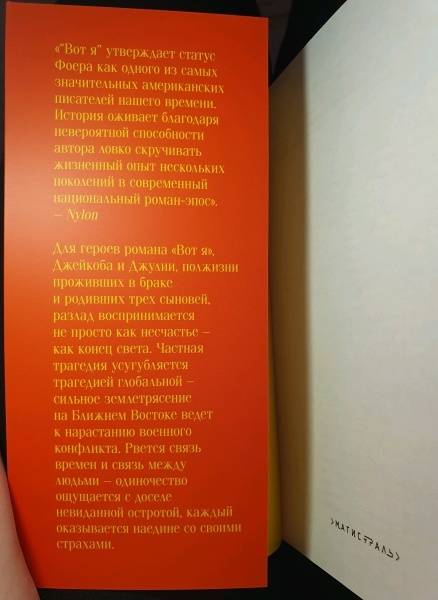 «"Вот я" утверждает статус
Фоера как одного из самых
значительных американских
писателей нашего времени.
История оживает благодаря
невероятной способности
автора ловко скручивать
жизненный опыт нескольких
поколений в современный
национальный роман-эпос».
— Nylon
Для героев романа «Вот я»,
Джейкоба и Джулии, полжизни
проживших в браке
и родивших трех сыновей,
разлад воспринимается
не просто как несчастье —
как конец света. Частная
трагедия усугубляется
трагедией глобальной —
сильное землетрясение
на Ближнем Востоке ведет
к нарастанию военного
конфликта. Рвется связь
времен и связь между
людьми — одиночество
ощущается с доселе
невиданной остротой, каждый
оказывается наедине со своими
страхами.
>МАГИСТРАЛЬ>